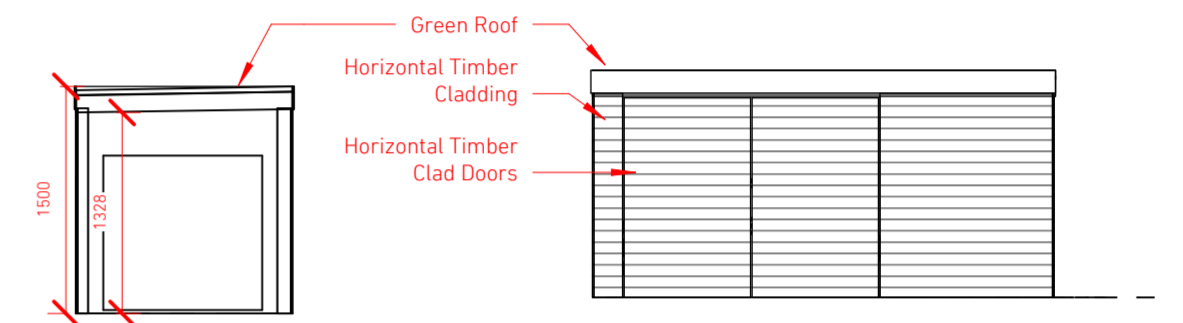 Green Roof
Horizontal Timber
Cladding
Horizontal Timber
Clad Doors
1500
1328